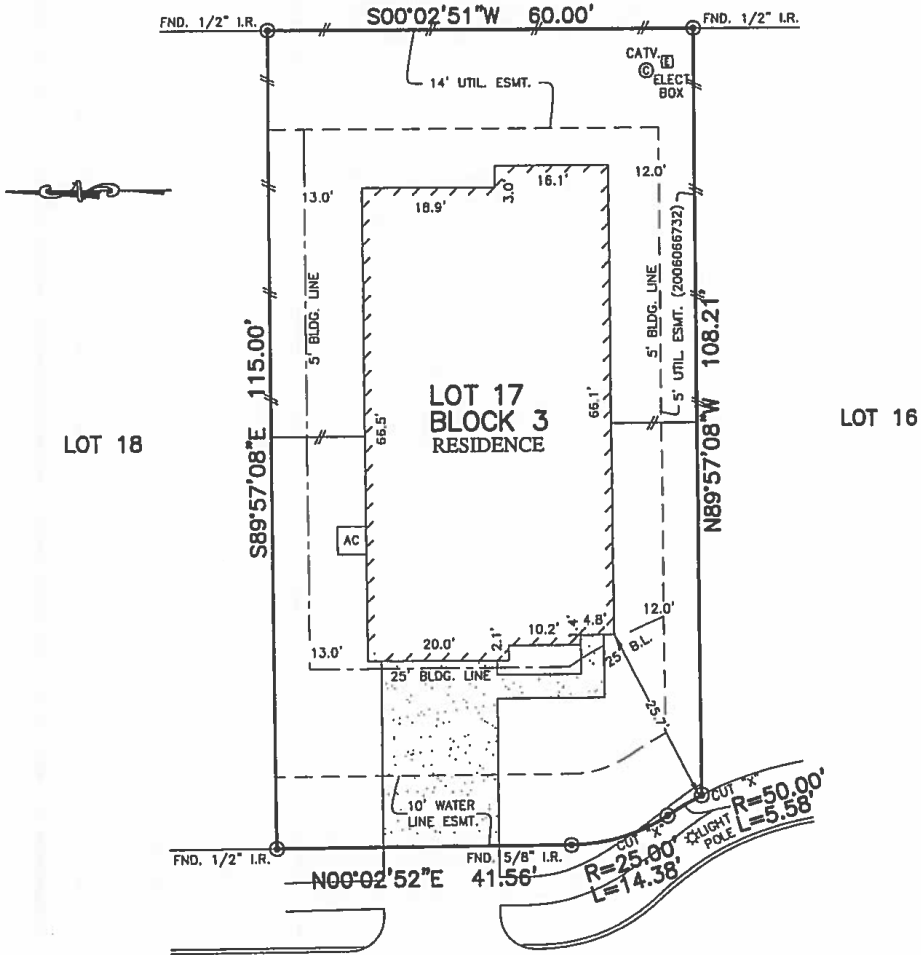 S00°02'51"W 60.00'
FND. 1/2" I.R.
FND. 1/2" I.R.
CATV.
E
C
ELECT
BOX
14' UTIL. ESMT.
16.1'
3.0'
18.9'
13.0'
12.0'
5' BLDG. LINE
5' BLDG. LINE
5' UTIL. ESMT. (2006066732)
S89°57'08"E 115.00'
N89°57'08"W 108.21'
LOT 18
LOT 17
BLOCK 3
RESIDENCE
LOT 16
66.5'
66.1'
AC
13.0'
20.0'
2.1'
10.2'
1.4'
4.8'
12.0'
25' BLDG. LINE
25' B.L.
25.7'
10' WATER
LINE ESMT.
CUT "X"
R=50.00'
L=5.58'
LIGHT
POLE
CUT "X"
R=25.00'
L=14.38'
FND. 1/2" I.R.
FND. 5/8" I.R.
N00°02'52"E 41.56'